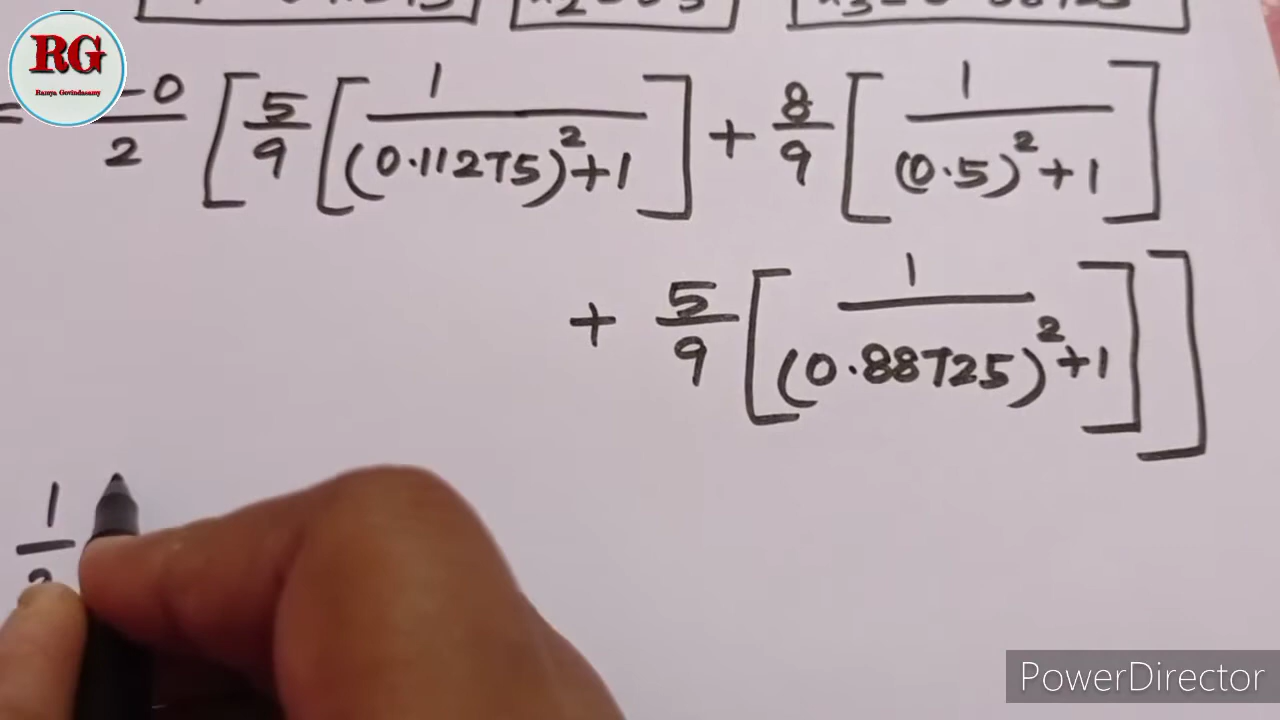 RG
Ramya Govindasamy
= -0/2 [5/9 [1/((0.11275)²+1)] + 8/9 [1/((0.5)²+1)]
+ 5/9 [1/((0.88725)²+1)]]
1
PowerDirector